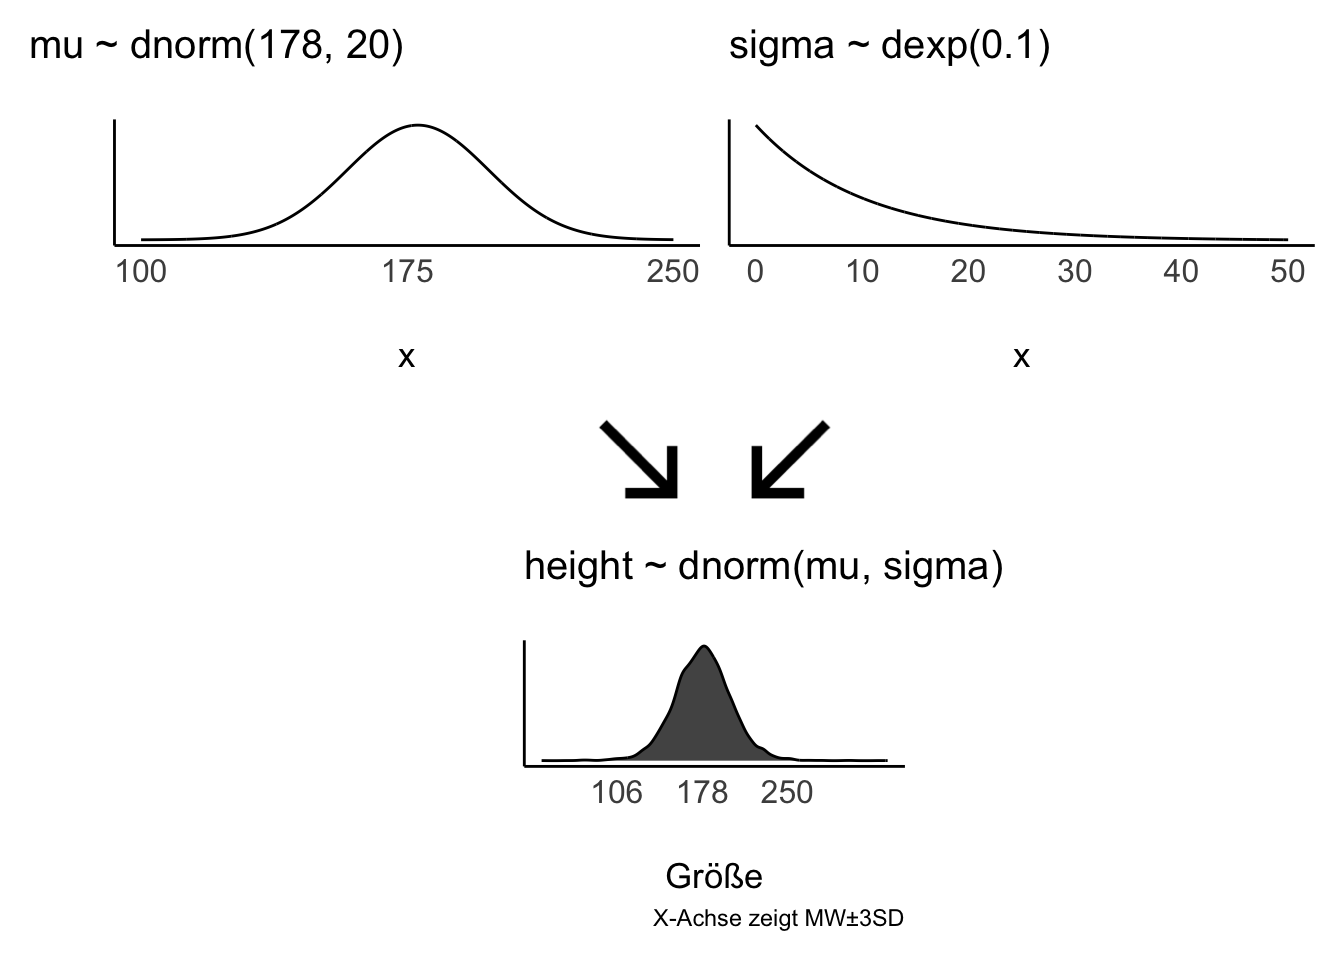 mu ~ dnorm(178, 20)
sigma ~ dexp(0.1)
100 175 250
0 10 20 30 40 50
x
x
height ~ dnorm(mu, sigma)
106 178 250
Größe
X-Achse zeigt MW±3SD